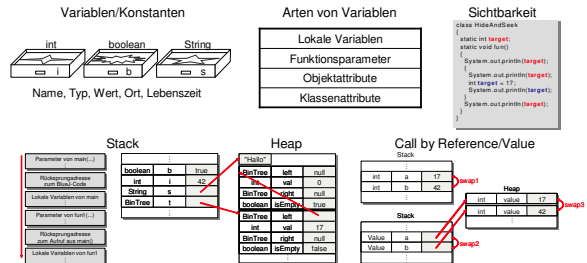 Variablen/Konstanten
int
boolean
String
i
b
s
Name, Typ, Wert, Ort, Lebenszeit
Arten von Variablen
Lokale Variablen
Funktionsparameter
Objektattribute
Klassenattribute
Sichtbarkeit
class HideAndSeek
{
static int target;
static void fun()
{
System.out.println(target);
{
System.out.println(target);
int target = 17;
System.out.println(target);
}
System.out.println(target);
}
}
Stack
Parameter von main(...)
Rücksprungadresse
zum BlueJ-Code
Lokale Variablen von main
Parameter von fun1(...)
Rücksprungadresse
zum Aufruf aus main()
Lokale Variablen von fun1
boolean b true
int i 42
String s
BinTree t
Heap
"Hallo"
BinTree left null
int val 0
BinTree right null
boolean isEmpty true
BinTree left
int val 17
BinTree right null
boolean isEmpty false
Call by Reference/Value
Stack
int a 17
int b 42
swap1
Stack
Value a
Value b
swap2
Heap
int value 17
int value 42
swap3